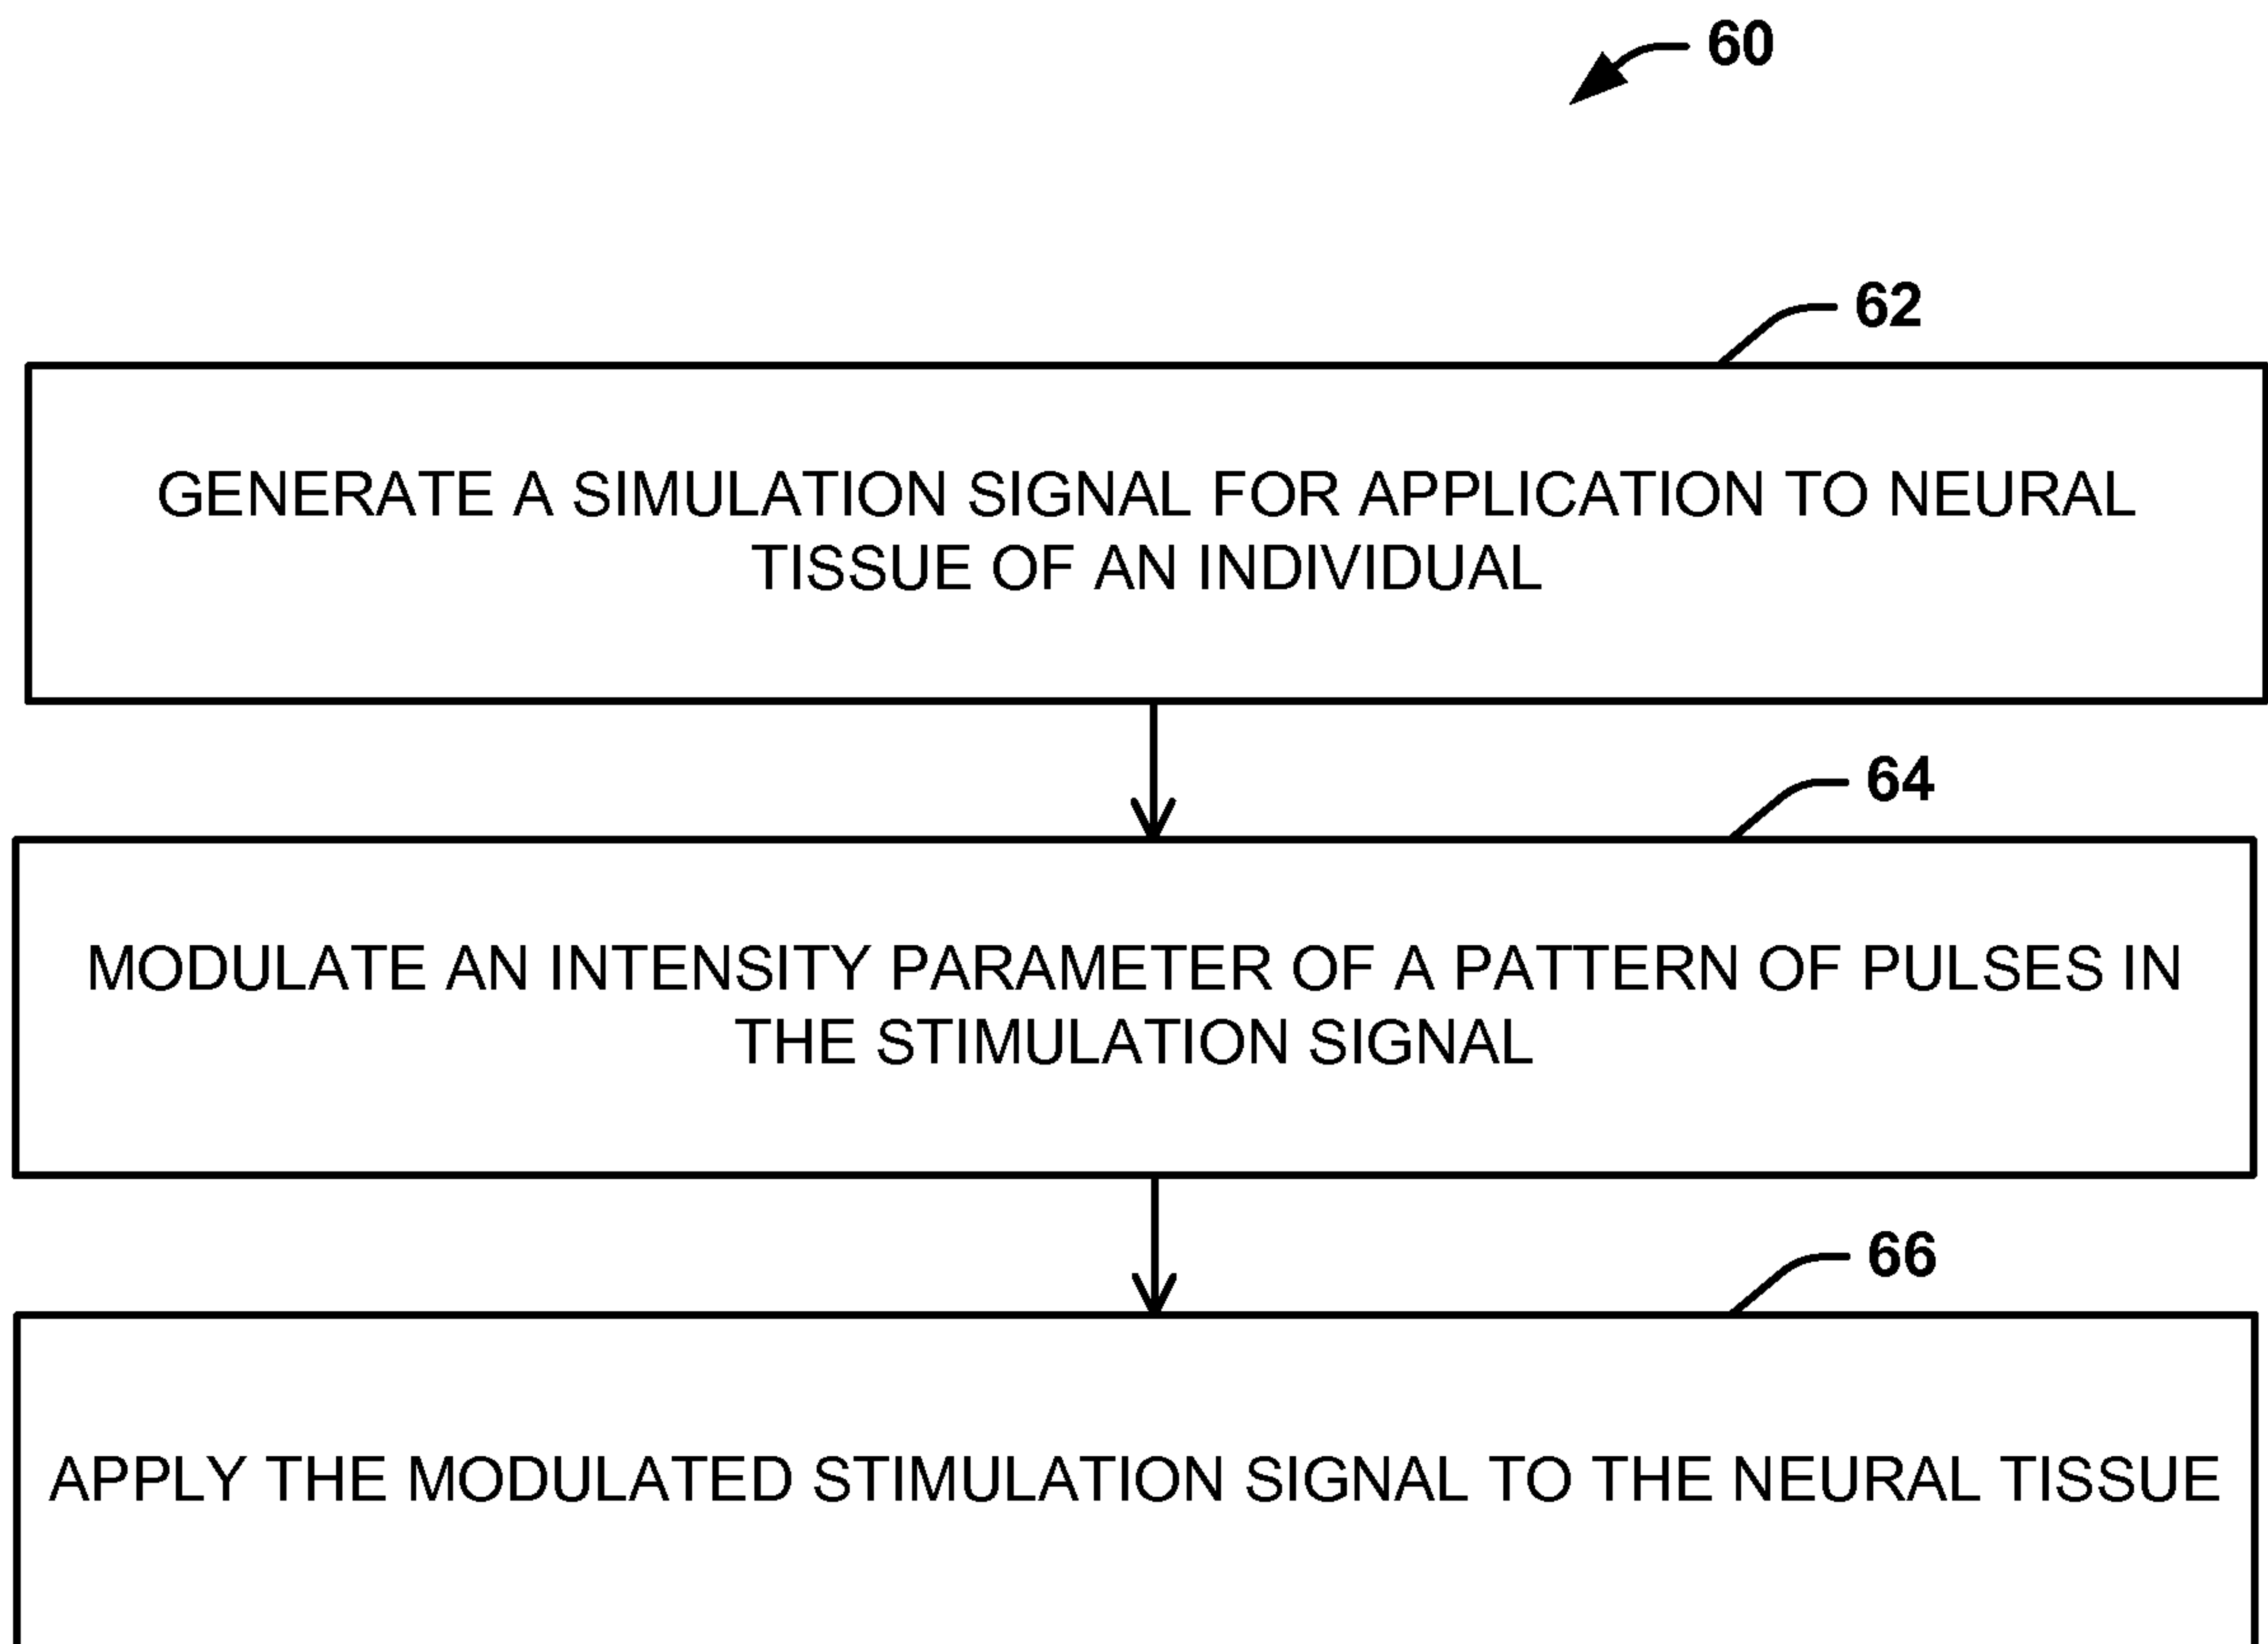 60
62
GENERATE A SIMULATION SIGNAL FOR APPLICATION TO NEURAL
TISSUE OF AN INDIVIDUAL
64
MODULATE AN INTENSITY PARAMETER OF A PATTERN OF PULSES IN
THE STIMULATION SIGNAL
66
APPLY THE MODULATED STIMULATION SIGNAL TO THE NEURAL TISSUE